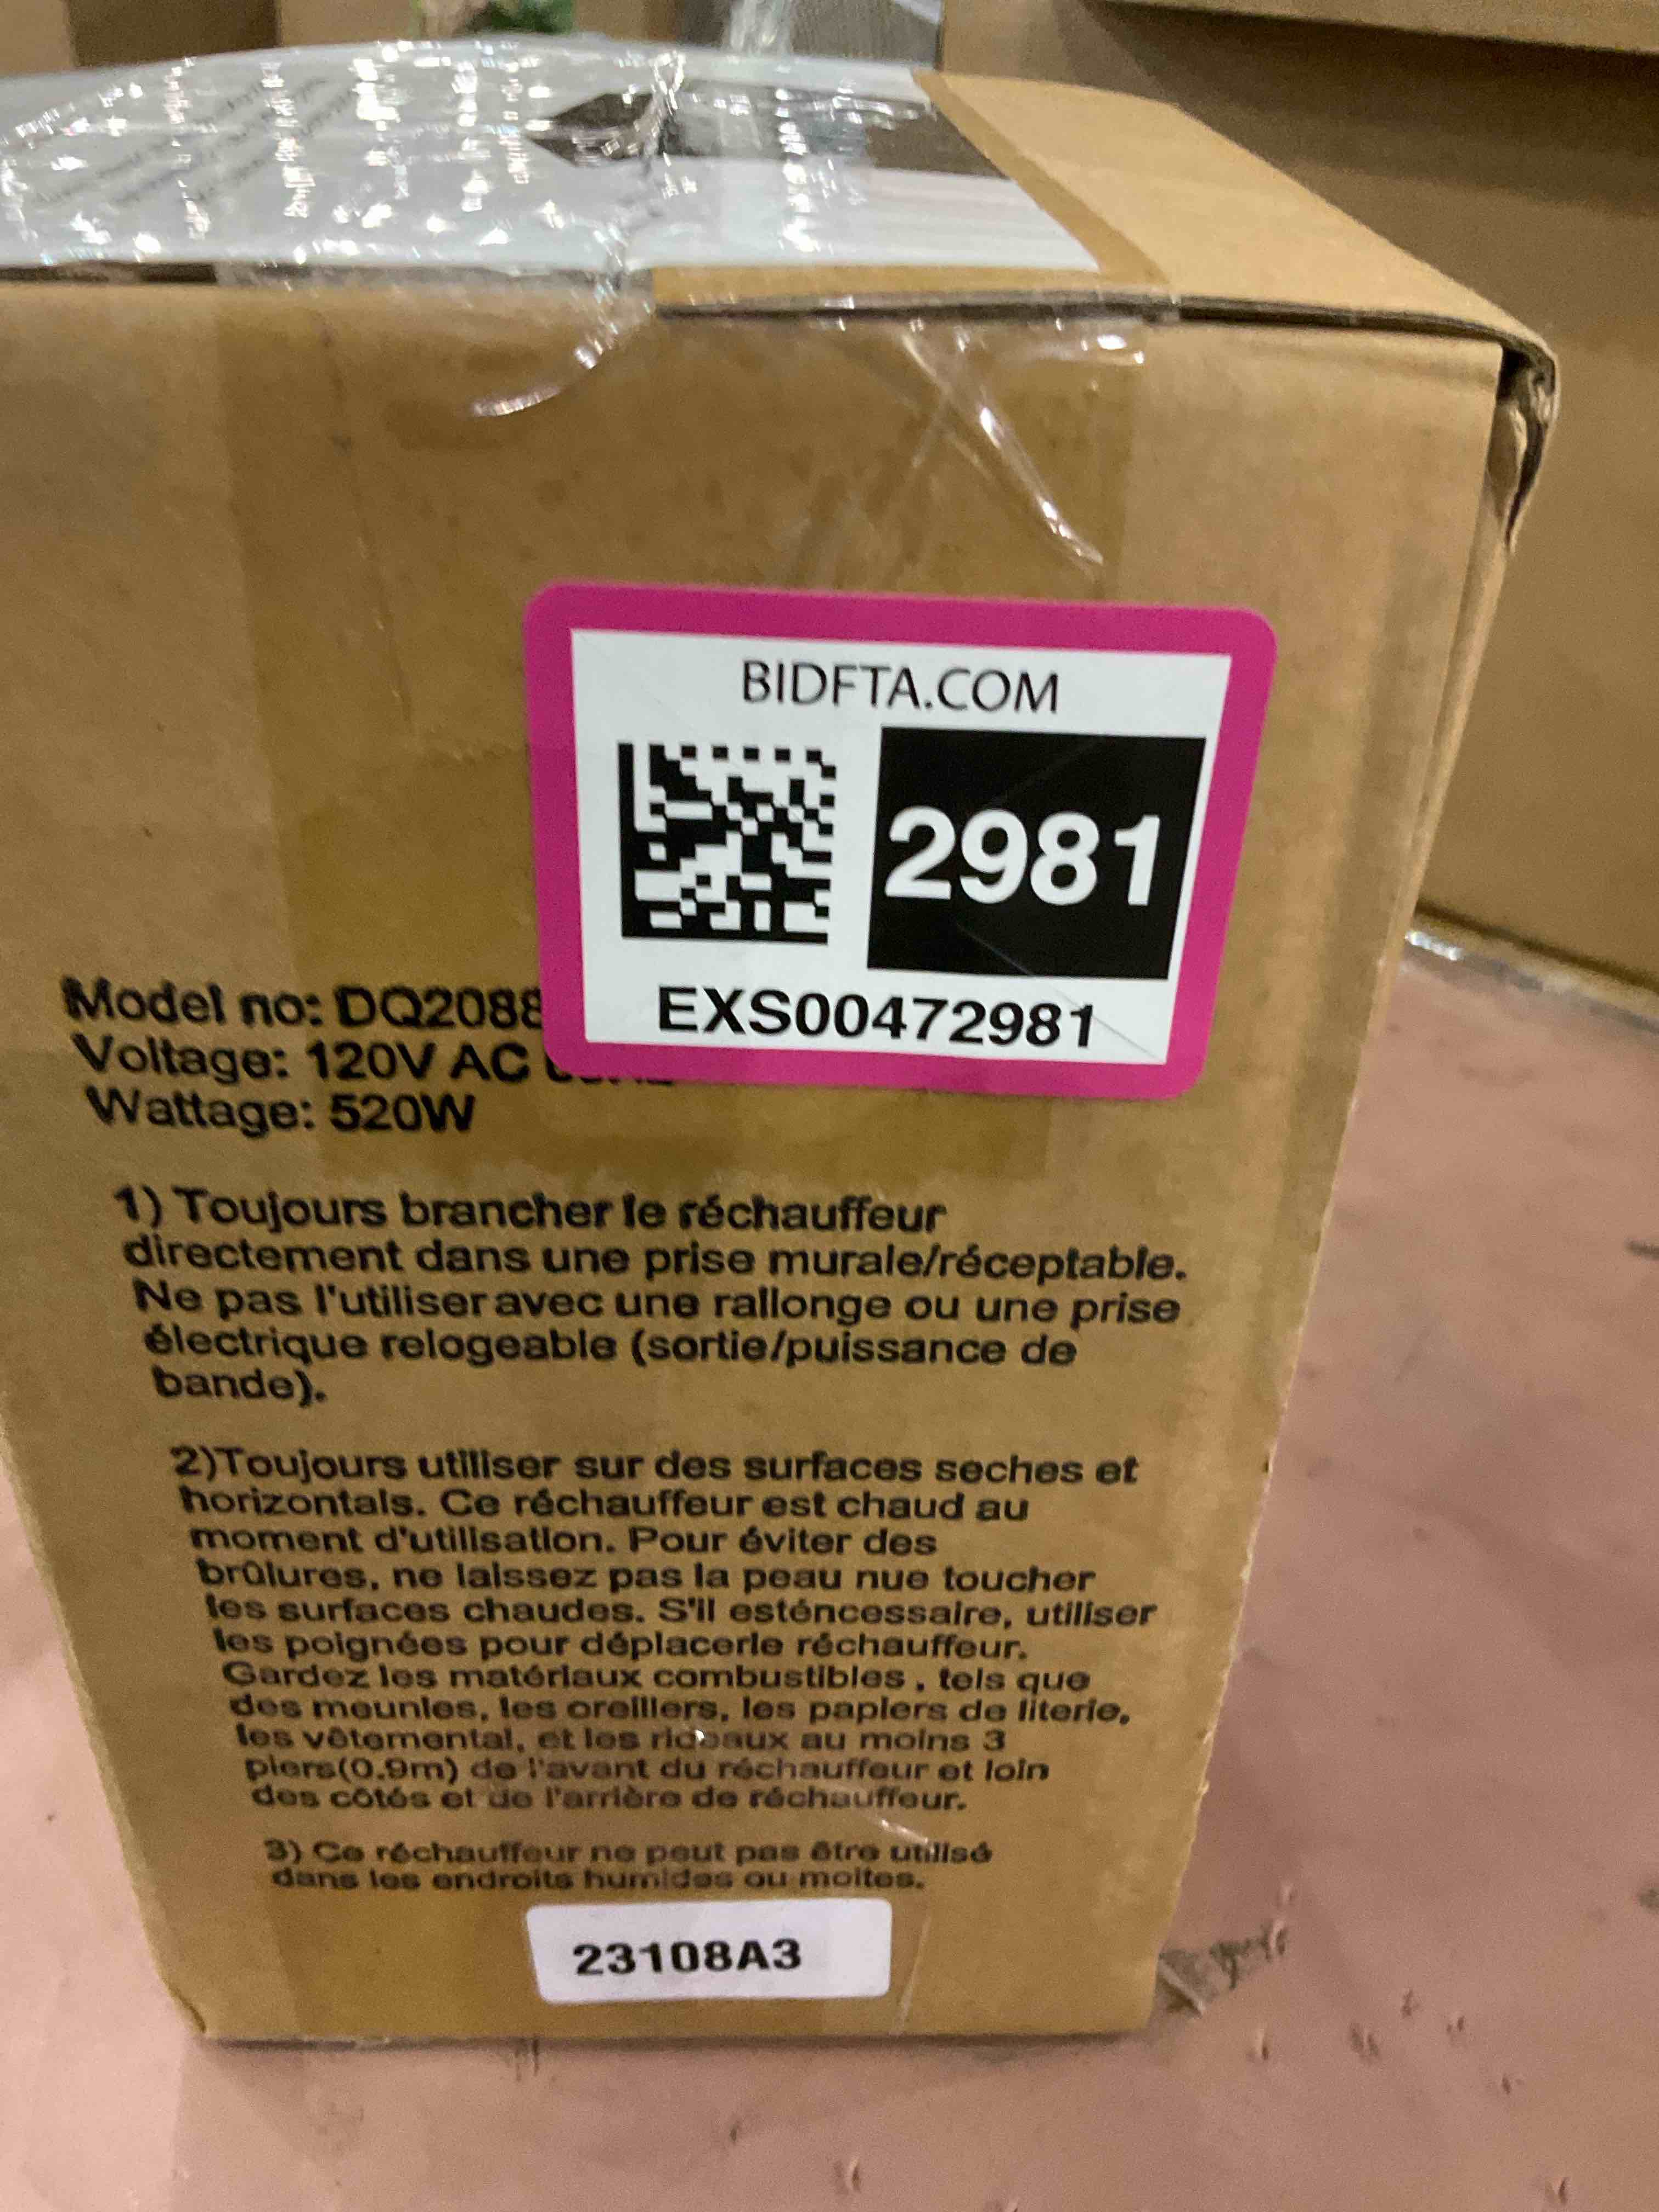 BIDFTA.COM
2981
EXS00472981
Model no: DQ2088
Voltage: 120V AC
Wattage: 520W
1) Toujours brancher le réchauffeur
directement dans une prise murale/réceptable.
Ne pas l'utiliser avec une rallonge ou une prise
électrique relogeable (sortie/puissance de
bande).
2)Toujours utiliser sur des surfaces seches et
horizontals. Ce réchauffeur est chaud au
moment d'utilisation. Pour éviter des
brûlures, ne laissez pas la peau nue toucher
les surfaces chaudes. S'il esténcessaire, utiliser
les poignées pour déplacerle réchauffeur.
Gardez les matériaux combustibles , tels que
des meunles, les oreillers, les papiers de literie,
les vêtemental, et les rideaux au moins 3
piers(0.9m) de l'avant du réchauffeur et loin
des côtés et de l'arrière de réchauffeur.
3) Ce réchauffeur ne peut pas être utilisé
dans les endroits humides ou moites.
23108A3